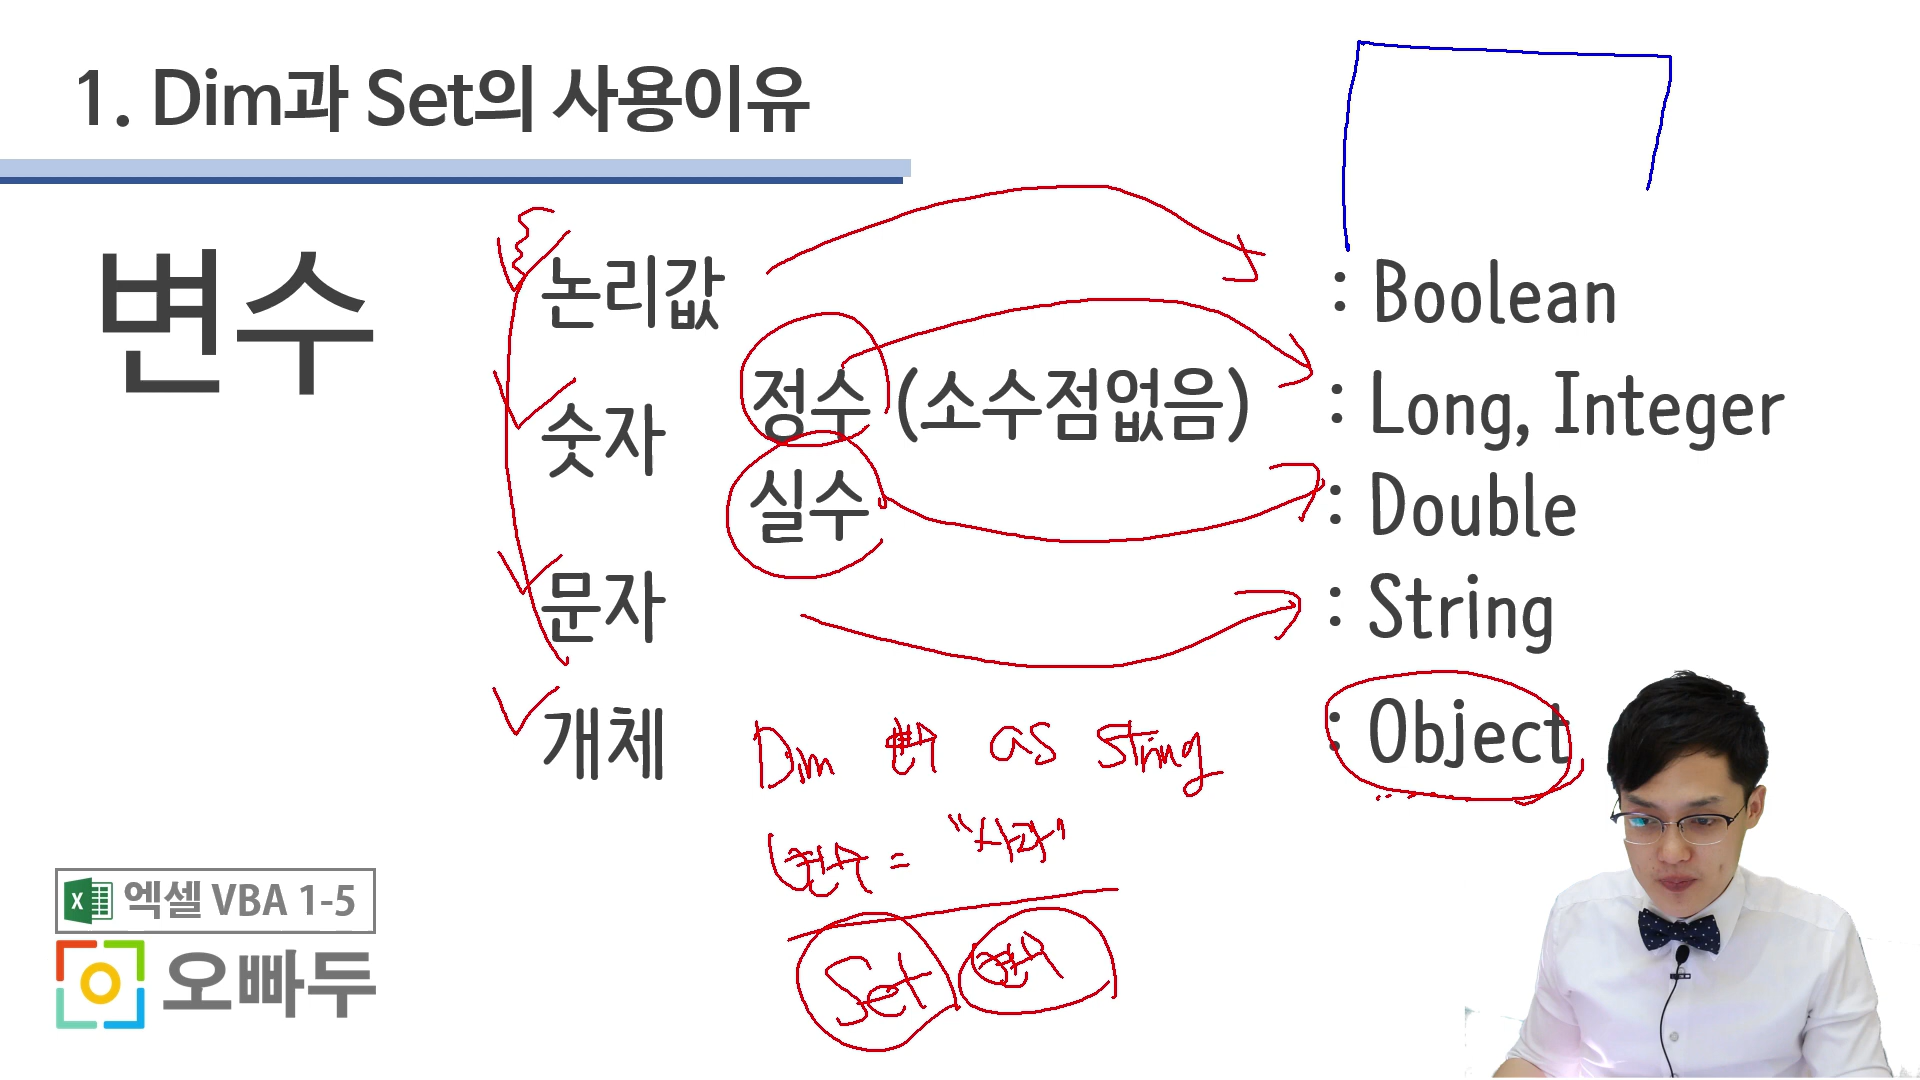 1. Dim과 Set의 사용이유
변수
논리값 : Boolean
숫자 정수 (소수점없음) : Long, Integer
실수 : Double
문자 : String
개체 : Object
Dim 변수 as String
변수 = "사과"
Set 변수
엑셀 VBA 1-5
오빠두